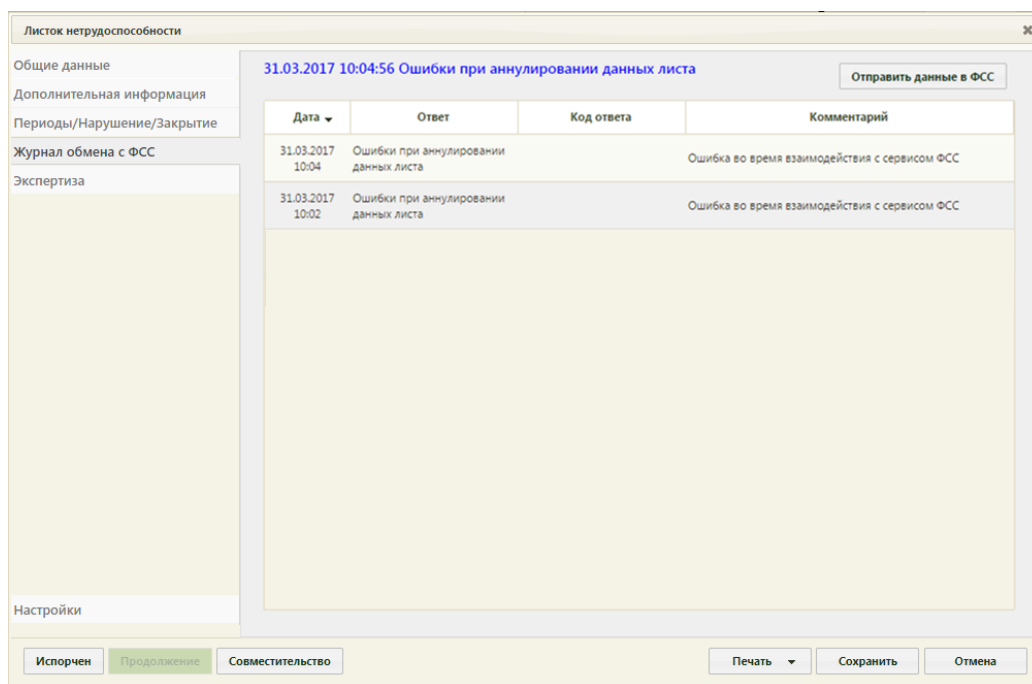 Листок нетрудоспособности
Общие данные
Дополнительная информация
Периоды/Нарушение/Закрытие
Журнал обмена с ФСС
Экспертиза
Настройки
31.03.2017 10:04:56 Ошибки при аннулировании данных листа
Отправить данные в ФСС
Дата Ответ Код ответа Комментарий
31.03.2017 Ошибки при аннулировании
10:04 данных листа Ошибка во время взаимодействия с сервисом ФСС
31.03.2017 Ошибки при аннулировании
10:02 данных листа Ошибка во время взаимодействия с сервисом ФСС
Испорчен Продолжение Совместительство Печать Сохранить Отмена